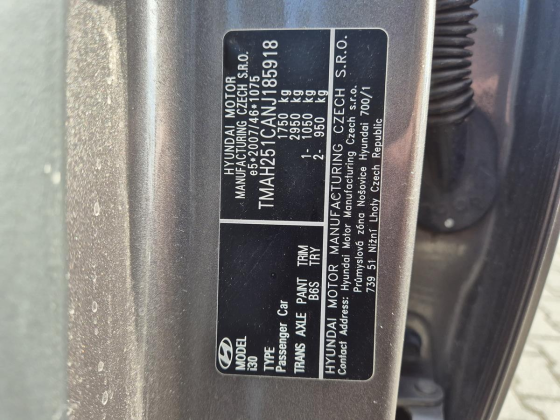 MODEL
i30
TYPE
Passenger Car
TRANS AXLE PAINT TRIM
B6S TRY
HYUNDAI MOTOR
MANUFACTURING CZECH S.R.O.
e5*2007/46*1075
TMAH251CANJ185918
1750 kg
2950 kg
1- 1050 kg
2- 950 kg
HYUNDAI MOTOR MANUFACTURING CZECH S.R.O.
Contact Address: Hyundai Motor Manufacturing Czech s.r.o.
Průmyslová zóna Nošovice Hyundai 700/1
739 51 Nižní Lhoty Czech Republic